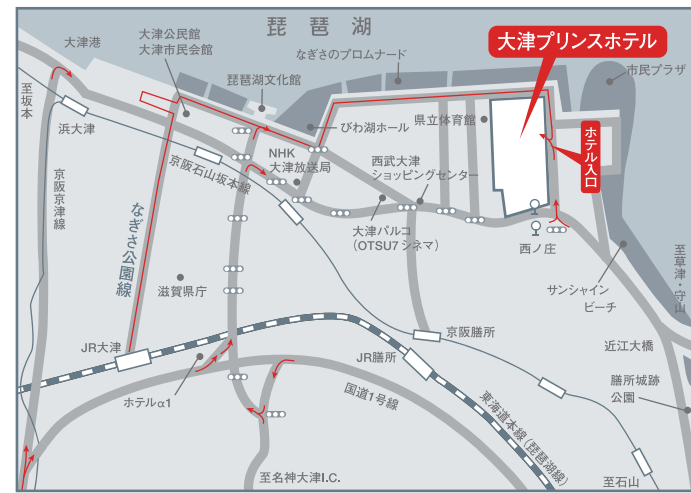 琵琶湖
大津プリンスホテル
大津港
大津公民館
大津市民会館
なぎさのプロムナード
琵琶湖文化館
市民プラザ
至坂本
浜大津
びわ湖ホール
県立体育館
ホテル入口
京阪石山坂本線
NHK
大津放送局
西武大津
ショッピングセンター
京阪京津線
なぎさ公園線
大津パルコ
(OTSU7シネマ)
西ノ庄
至草津・守山
滋賀県庁
サンシャイン
ビーチ
京阪膳所
近江大橋
JR大津
JR膳所
膳所城跡
公園
ホテルα1
国道1号線
東海道本線(琵琶湖線)
至名神大津I.C.
至石山